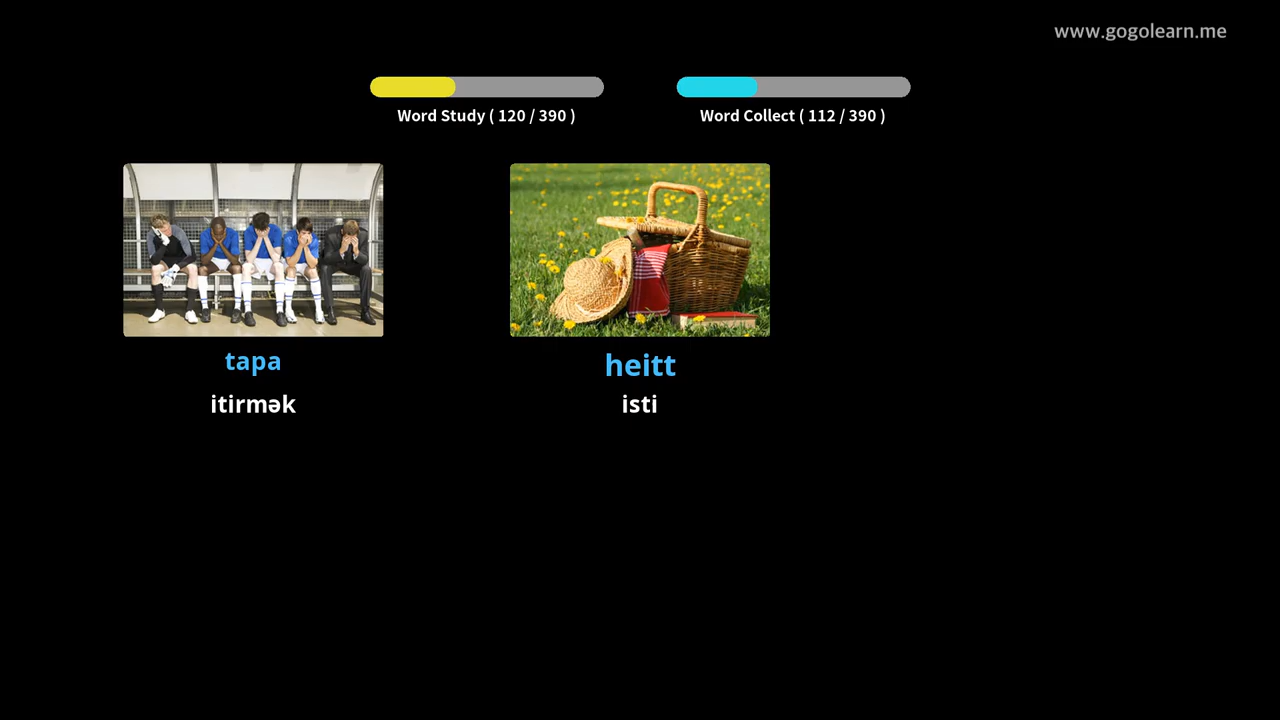 www.gogolearn.me
Word Study ( 120 / 390 )
Word Collect ( 112 / 390 )
tapa
heitt
itirmək
isti